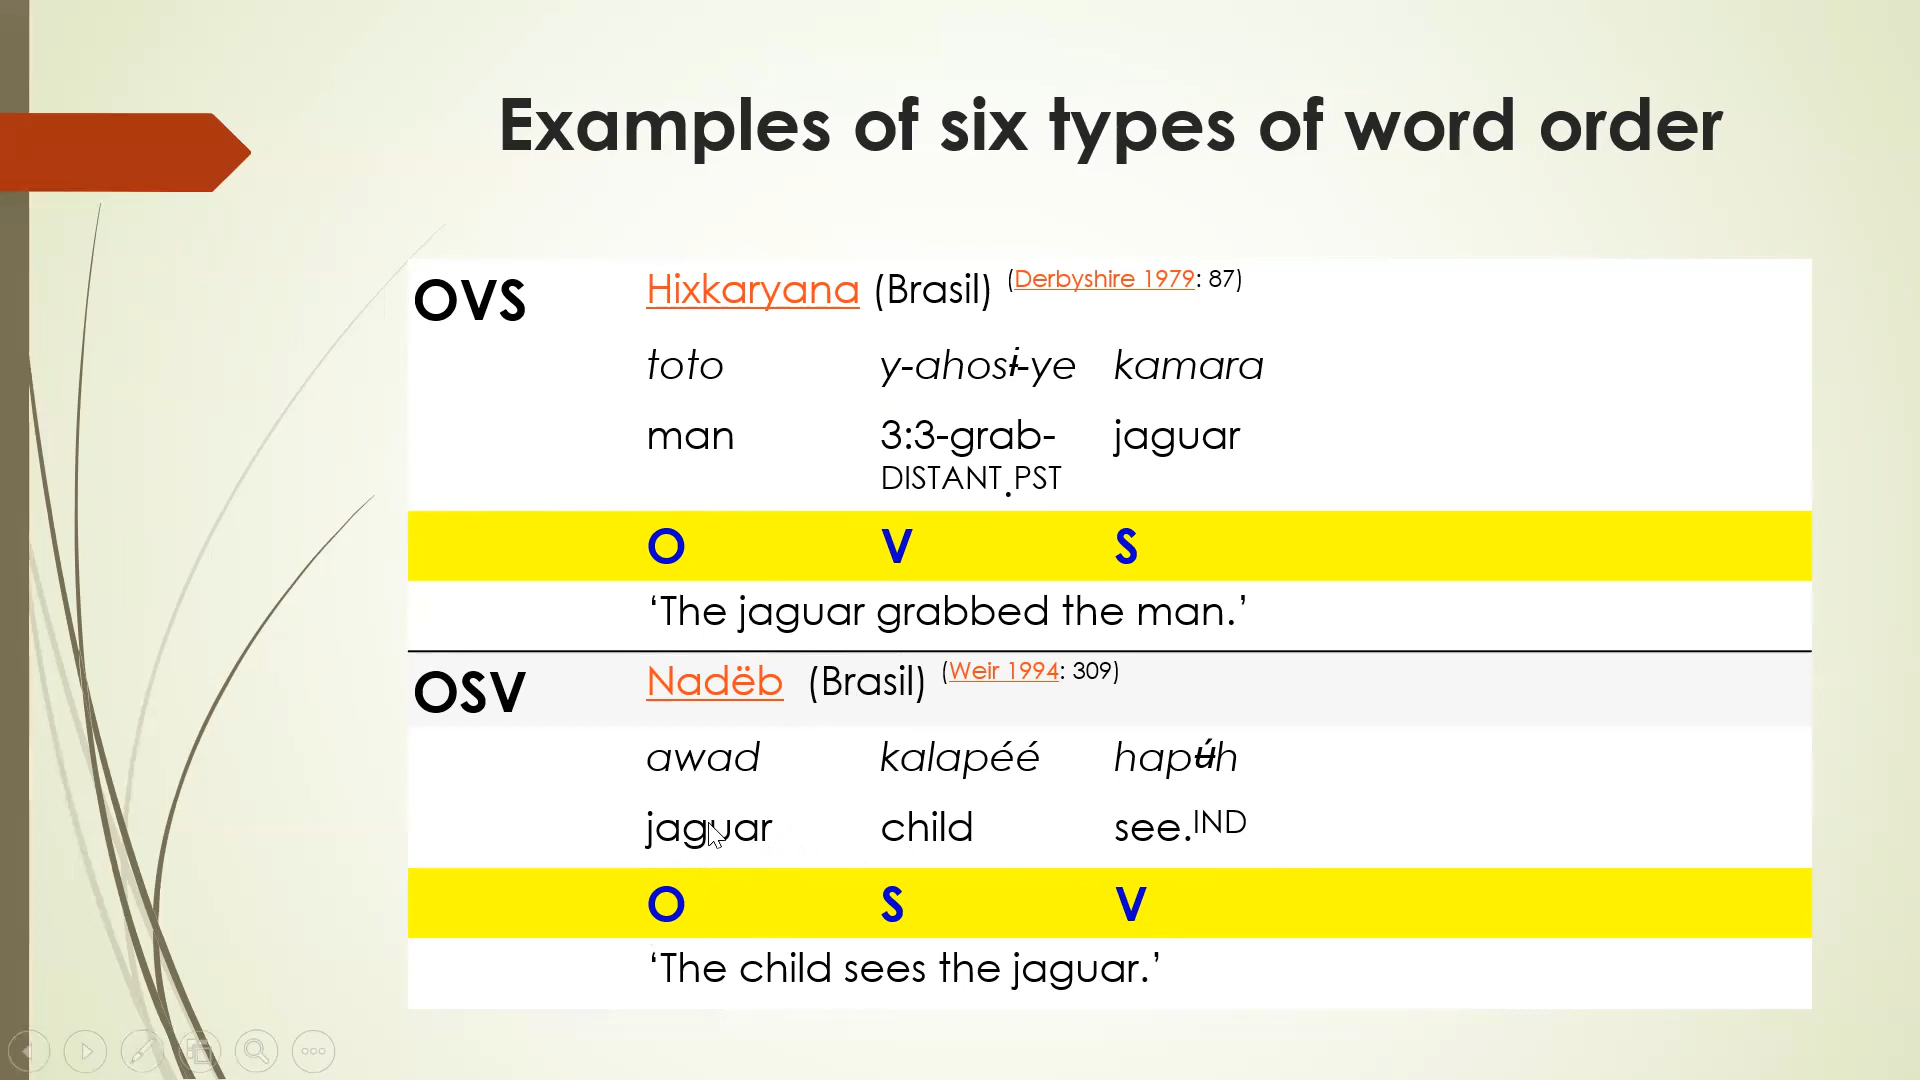 Examples of six types of word order
OVS Hixkaryana (Brasil) (Derbyshire 1979: 87)
toto y-ahosɨ-ye kamara
man 3:3-grab- jaguar
DISTANT.PST
O V S
‘The jaguar grabbed the man.’
OSV Nadëb (Brasil) (Weir 1994: 309)
awad kalapéé hapʉ́h
jaguar child see.IND
O S V
‘The child sees the jaguar.’